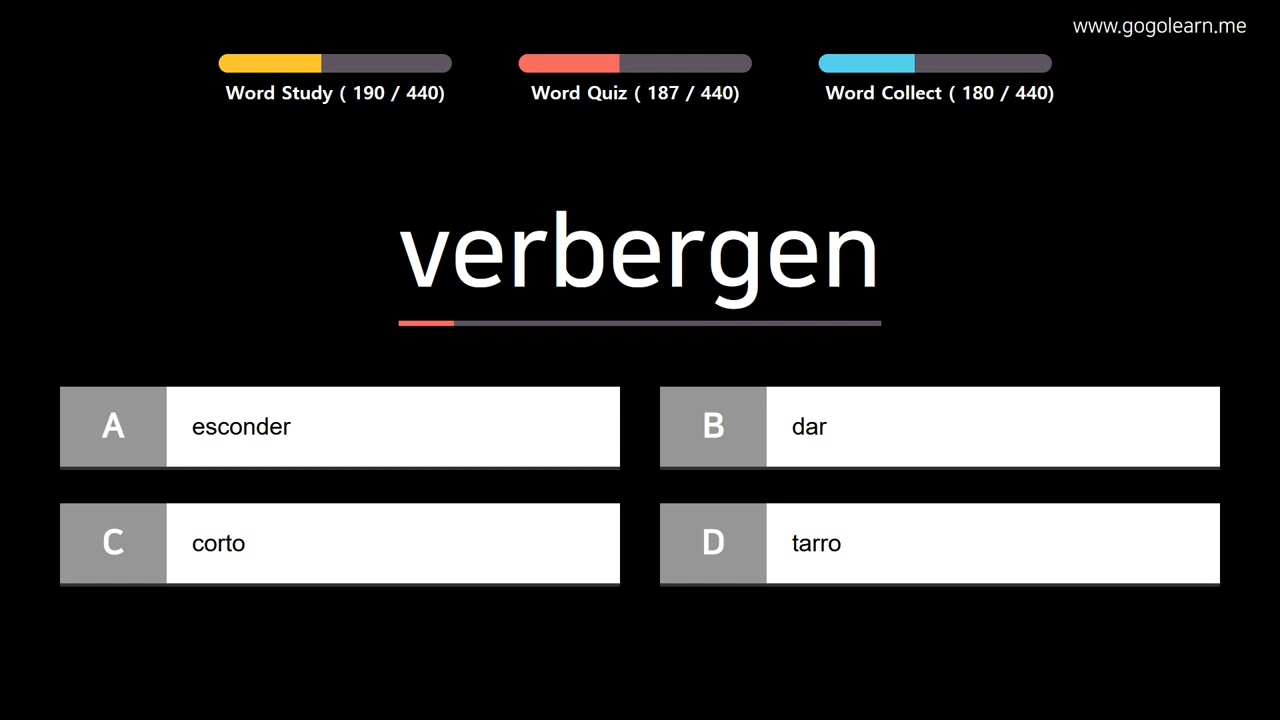 www.gogolearn.me
Word Study ( 190 / 440)
Word Quiz ( 187 / 440)
Word Collect ( 180 / 440)
verbergen
A esconder
B dar
C corto
D tarro